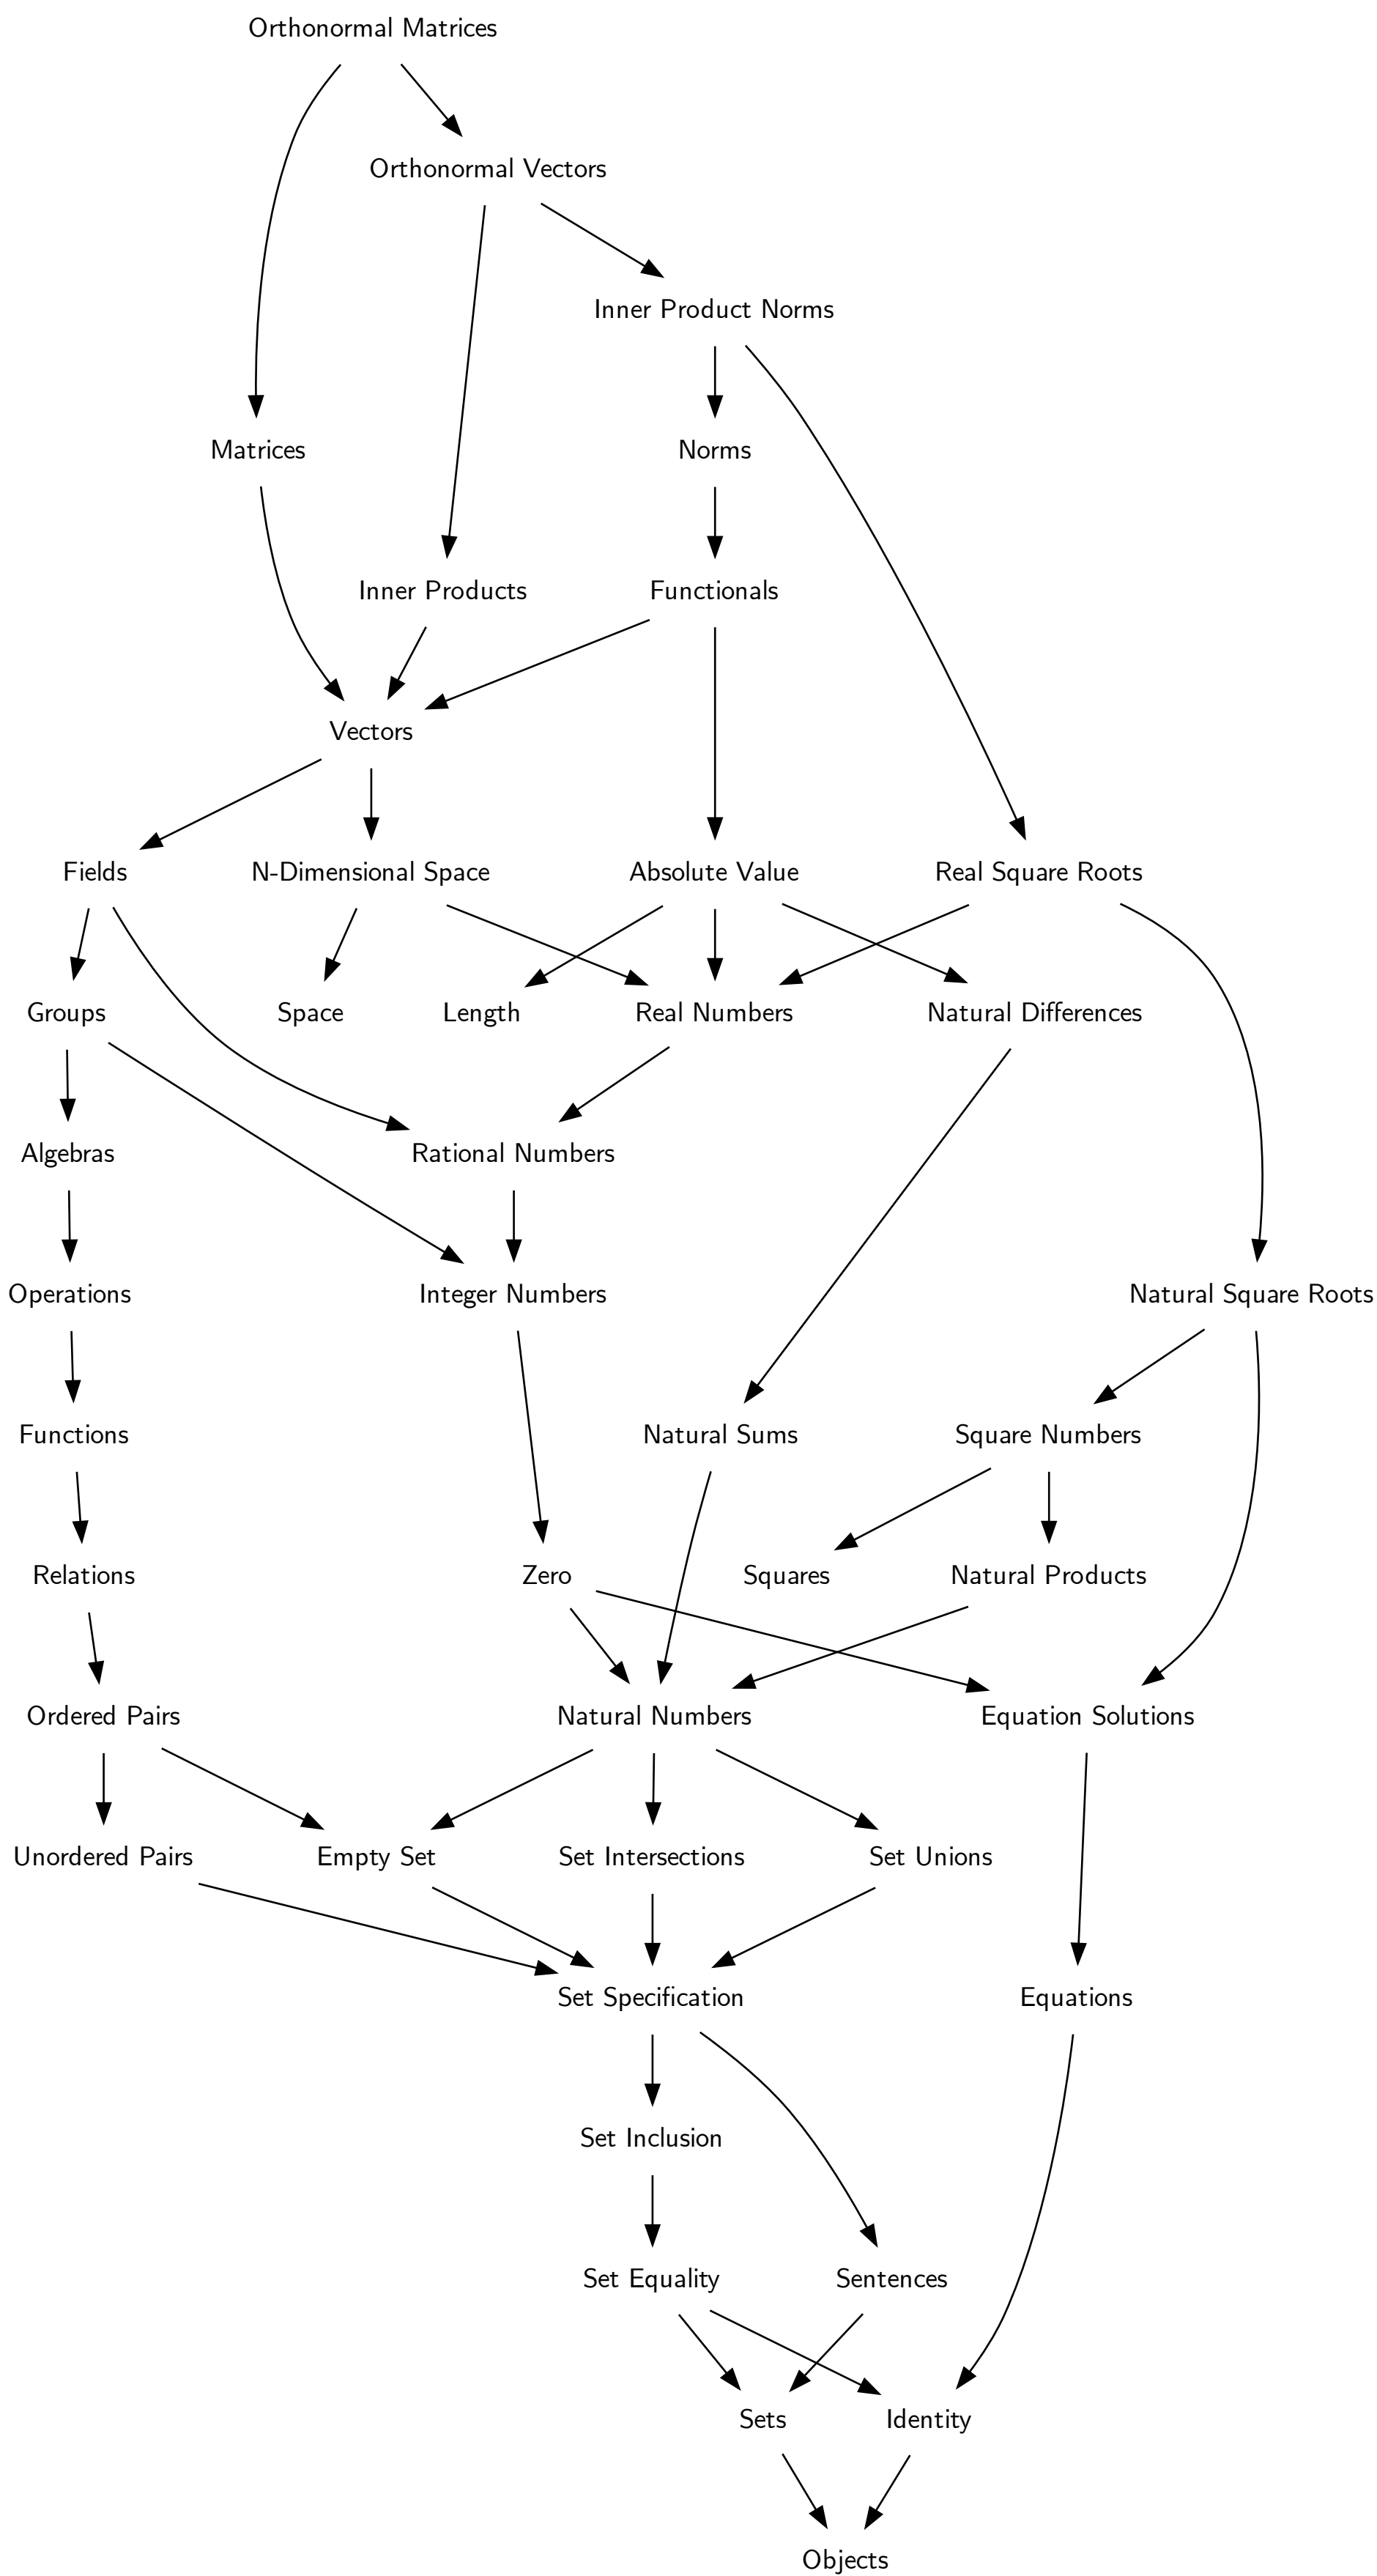 Orthonormal Matrices
Orthonormal Vectors
Inner Product Norms
Matrices
Norms
Inner Products
Functionals
Vectors
Fields
N-Dimensional Space
Absolute Value
Real Square Roots
Groups
Space
Length
Real Numbers
Natural Differences
Algebras
Rational Numbers
Operations
Integer Numbers
Natural Square Roots
Functions
Natural Sums
Square Numbers
Relations
Zero
Squares
Natural Products
Ordered Pairs
Natural Numbers
Equation Solutions
Unordered Pairs
Empty Set
Set Intersections
Set Unions
Set Specification
Equations
Set Inclusion
Set Equality
Sentences
Sets
Identity
Objects